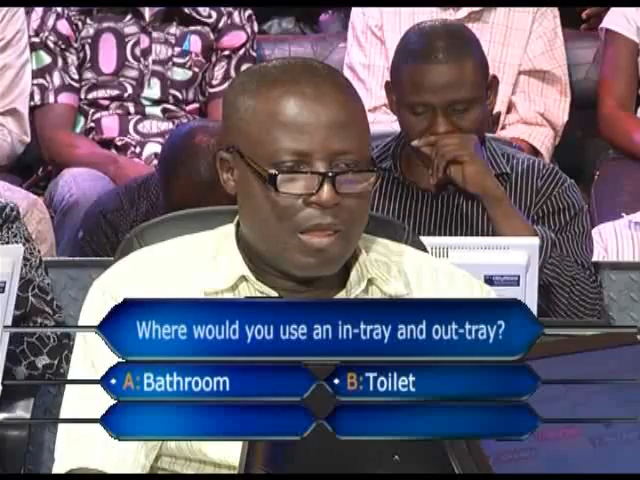 Where would you use an in-tray and out-tray?
A: Bathroom
B: Toilet